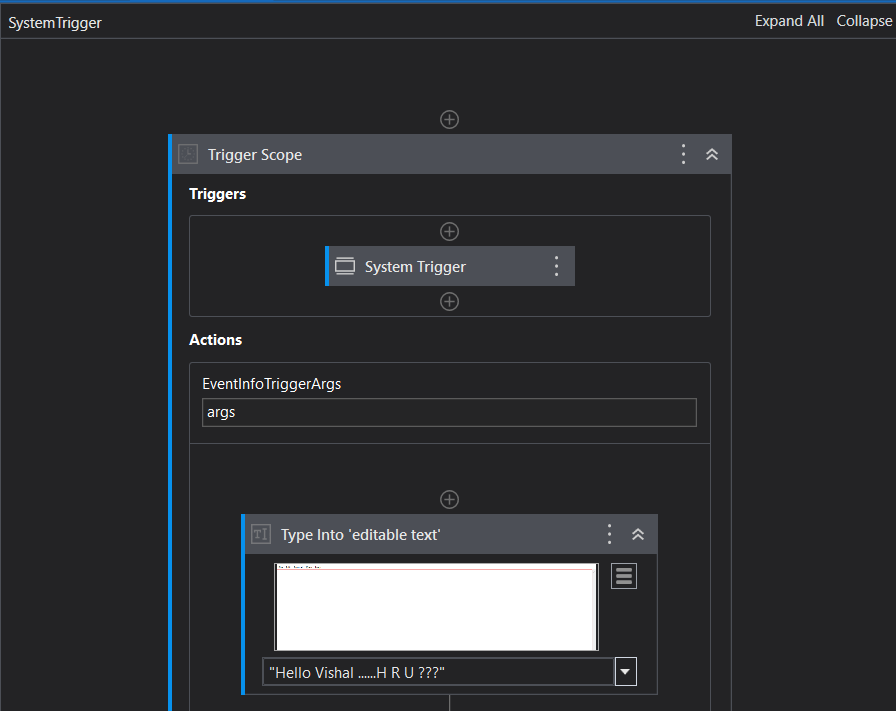 SystemTrigger
Expand All Collapse
Trigger Scope
Triggers
System Trigger
Actions
EventInfoTriggerArgs
args
Type Into 'editable text'
"Hello Vishal ......H R U ???"